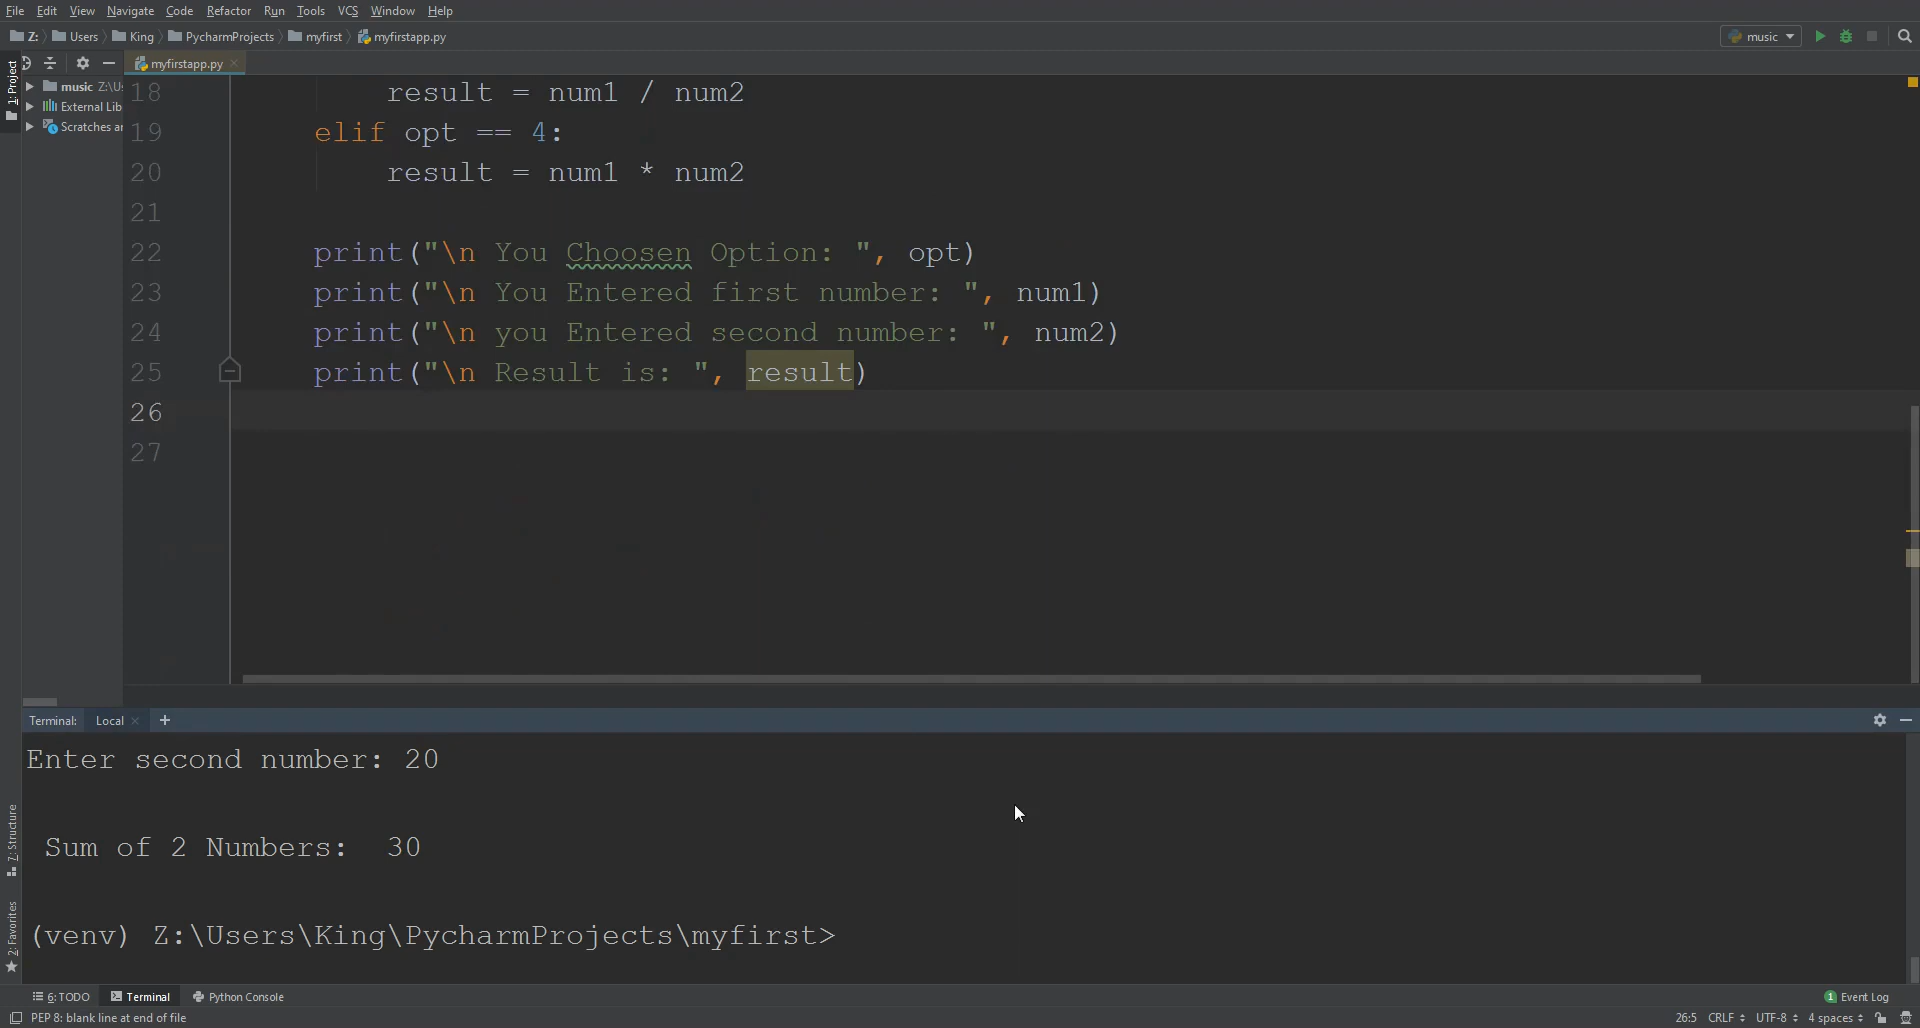 File Edit View Navigate Code Refactor Run Tools VCS Window Help
Z: Users King PycharmProjects myfirst myfirstapp.py music
1: Project
myfirstapp.py
music Z:\U
External Lib
Scratches a
18 result = num1 / num2
19 elif opt == 4:
20 result = num1 * num2
21
22 print("\n You Choosen Option: ", opt)
23 print("\n You Entered first number: ", num1)
24 print("\n you Entered second number: ", num2)
25 print("\n Result is: ", result)
26
27
Terminal: Local +
Enter second number: 20
Sum of 2 Numbers: 30
(venv) Z:\Users\King\PycharmProjects\myfirst>
7: Structure
2: Favorites
6: TODO Terminal Python Console 1 Event Log
PEP 8: blank line at end of file 26:5 CRLF UTF-8 4 spaces